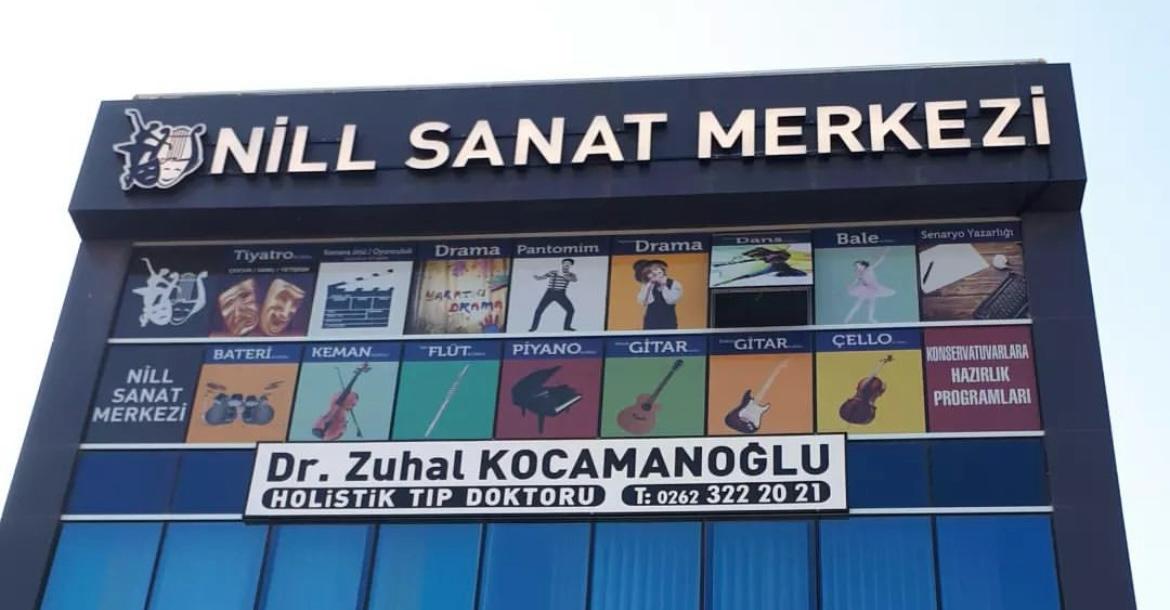 NİLL SANAT MERKEZİ
Tiyatro
Drama
Pantomim
Drama
Dans
Bale
Senaryo Yazarlığı
YARATICI
DRAMA
NİLL
SANAT
MERKEZİ
BATERİ
KEMAN
FLÜT
PİYANO
GİTAR
GİTAR
ÇELLO
KONSERVATUVARLARA
HAZIRLIK
PROGRAMLARI
Dr. Zuhal KOCAMANOĞLU
HOLİSTİK TIP DOKTORU T: 0262 322 20 21